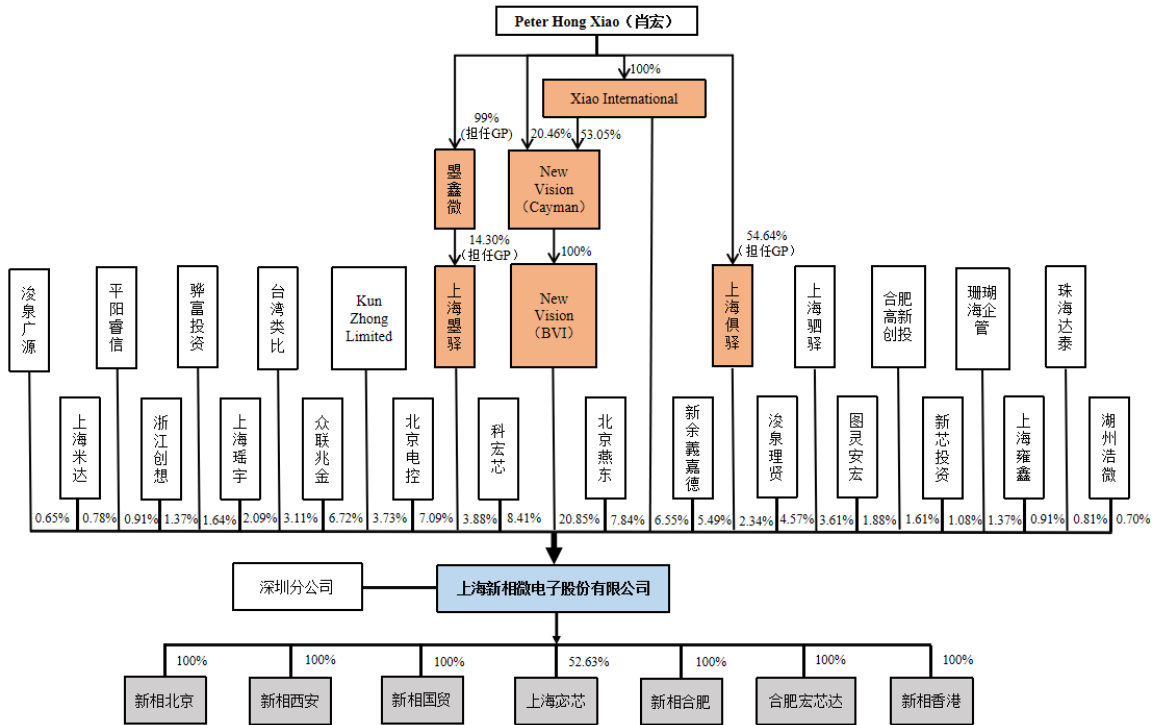 Peter Hong Xiao（肖宏）
100%
Xiao International
99%
(担任GP)
20.46%
53.05%
曌鑫微
New
Vision
（Cayman）
14.30%
（担任GP）
100%
54.64%
（担任GP）
浚泉广源
平阳睿信
骅富投资
台湾类比
Kun
Zhong
Limited
上海曌驿
New
Vision
（BVI）
上海俱驿
上海驷驿
合肥
高新
创投
珊瑚
海企
管
珠海达泰
上海米达
浙江创想
上海瑶宇
众联兆金
北京电控
科宏芯
北京燕东
新余義嘉德
浚泉理贤
图灵安宏
新芯投资
上海雍鑫
湖州浩微
0.65%
0.78%
0.91%
1.37%
1.64%
2.09%
3.11%
6.72%
3.73%
7.09%
3.88%
8.41%
20.85%
7.84%
6.55%
5.49%
2.34%
4.57%
3.61%
1.88%
1.61%
1.08%
1.37%
0.91%
0.81%
0.70%
深圳分公司
上海新相微电子股份有限公司
100%
100%
100%
52.63%
100%
100%
100%
新相北京
新相西安
新相国贸
上海宓芯
新相合肥
合肥宏芯达
新相香港